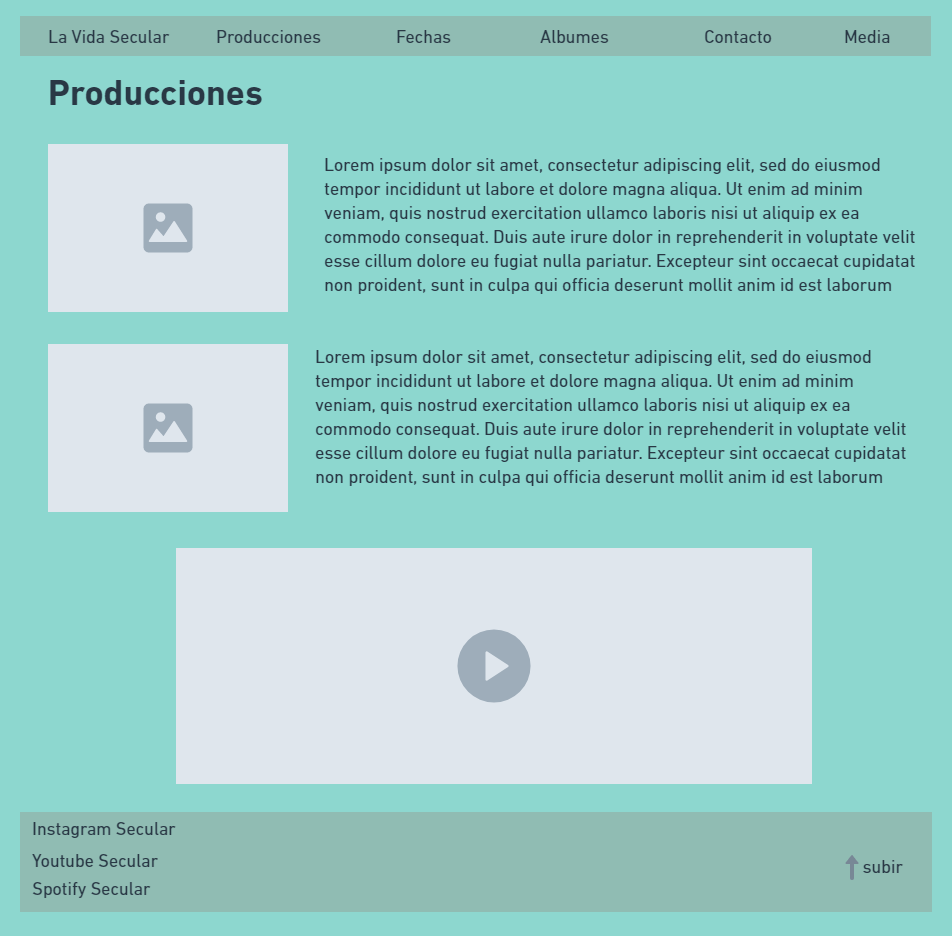 La Vida Secular Producciones Fechas Albumes Contacto Media
Producciones
Lorem ipsum dolor sit amet, consectetur adipiscing elit, sed do eiusmod
tempor incididunt ut labore et dolore magna aliqua. Ut enim ad minim
veniam, quis nostrud exercitation ullamco laboris nisi ut aliquip ex ea
commodo consequat. Duis aute irure dolor in reprehenderit in voluptate velit
esse cillum dolore eu fugiat nulla pariatur. Excepteur sint occaecat cupidatat
non proident, sunt in culpa qui officia deserunt mollit anim id est laborum
Lorem ipsum dolor sit amet, consectetur adipiscing elit, sed do eiusmod
tempor incididunt ut labore et dolore magna aliqua. Ut enim ad minim
veniam, quis nostrud exercitation ullamco laboris nisi ut aliquip ex ea
commodo consequat. Duis aute irure dolor in reprehenderit in voluptate velit
esse cillum dolore eu fugiat nulla pariatur. Excepteur sint occaecat cupidatat
non proident, sunt in culpa qui officia deserunt mollit anim id est laborum
Instagram Secular
Youtube Secular
Spotify Secular
subir